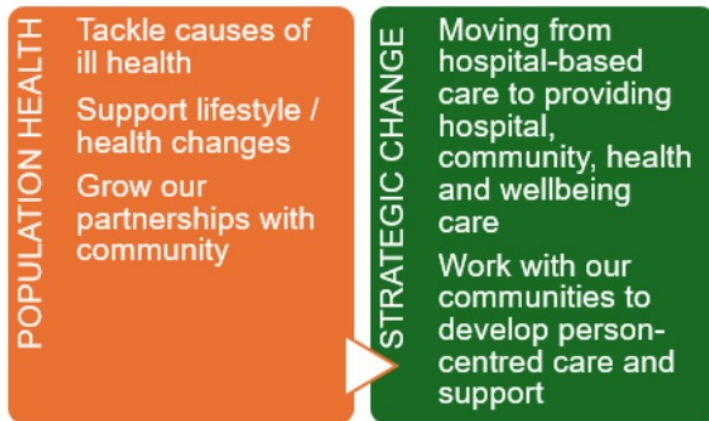 POPULATION HEALTH
Tackle causes of
ill health
Support lifestyle /
health changes
Grow our
partnerships with
community
STRATEGIC CHANGE
Moving from
hospital-based
care to providing
hospital,
community, health
and wellbeing
care
Work with our
communities to
develop person-
centred care and
support